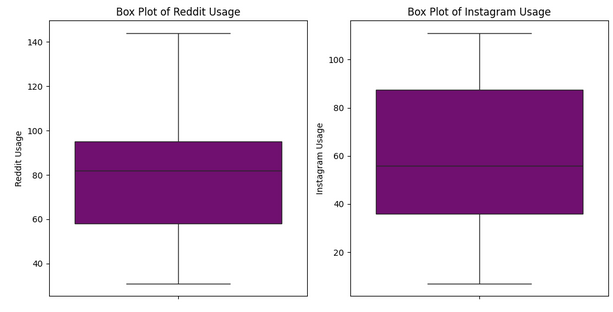 Box Plot of Reddit Usage
Reddit Usage
140
120
100
80
60
40
Box Plot of Instagram Usage
Instagram Usage
100
80
60
40
20